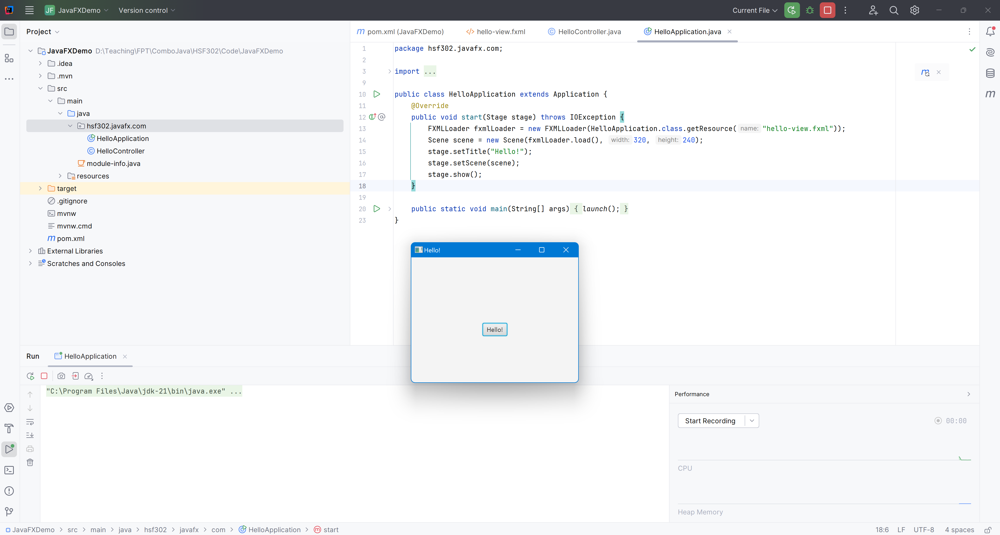 JF JavaFXDemo Version control Current File
Project
pom.xml (JavaFXDemo) hello-view.fxml HelloController.java HelloApplication.java
JavaFXDemo D:\Teaching\FPT\ComboJava\HSF302\Code\JavaFXDemo
.idea
.mvn
src
main
java
hsf302.javafx.com
HelloApplication
HelloController
module-info.java
resources
target
.gitignore
mvnw
mvnw.cmd
pom.xml
External Libraries
Scratches and Consoles
1 package hsf302.javafx.com;
2
3 import ...
9
10 public class HelloApplication extends Application {
11 @Override
12 public void start(Stage stage) throws IOException {
13 FXMLLoader fxmlLoader = new FXMLLoader(HelloApplication.class.getResource( name: "hello-view.fxml"));
14 Scene scene = new Scene(fxmlLoader.load(), width: 320, height: 240);
15 stage.setTitle("Hello!");
16 stage.setScene(scene);
17 stage.show();
18 }
19
20 public static void main(String[] args) { launch(); }
23 }
Hello!
Hello!
Run HelloApplication
"C:\Program Files\Java\jdk-21\bin\java.exe" ...
Performance
Start Recording 00:00
CPU
Heap Memory
JavaFXDemo > src > main > java > hsf302 > javafx > com > HelloApplication > start 18:6 LF UTF-8 4 spaces